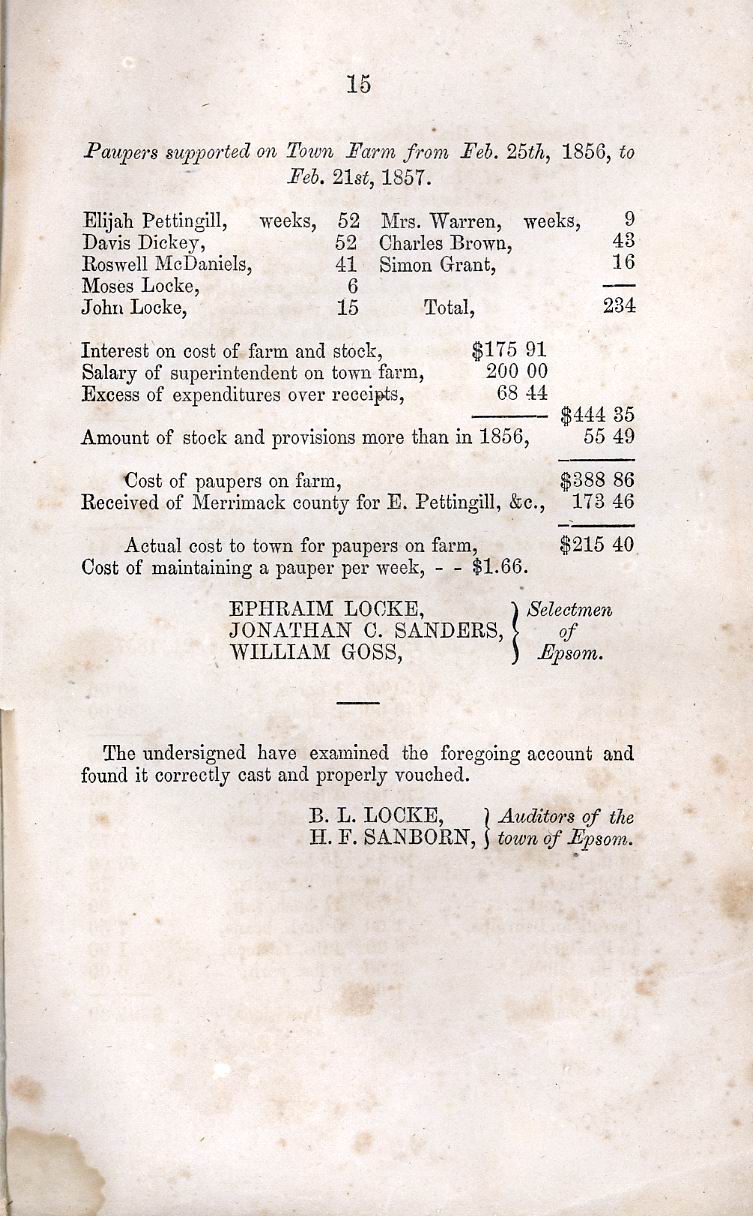 15
Paupers supported on Town Farm from Feb. 25th, 1856, to
Feb. 21st, 1857.
Elijah Pettingill, weeks, 52 Mrs. Warren, weeks, 9
Davis Dickey, 52 Charles Brown, 43
Roswell McDaniels, 41 Simon Grant, 16
Moses Locke, 6
John Locke, 15 Total, 234
Interest on cost of farm and stock, $175 91
Salary of superintendent on town farm, 200 00
Excess of expenditures over receipts, 68 44
$444 35
Amount of stock and provisions more than in 1856, 55 49
Cost of paupers on farm, $388 86
Received of Merrimack county for E. Pettingill, &c., 173 46
Actual cost to town for paupers on farm, $215 40
Cost of maintaining a pauper per week, - - $1.66.
EPHRAIM LOCKE, } Selectmen
JONATHAN C. SANDERS, } of
WILLIAM GOSS, } Epsom.
The undersigned have examined the foregoing account and
found it correctly cast and properly vouched.
B. L. LOCKE, } Auditors of the
H. F. SANBORN, } town of Epsom.